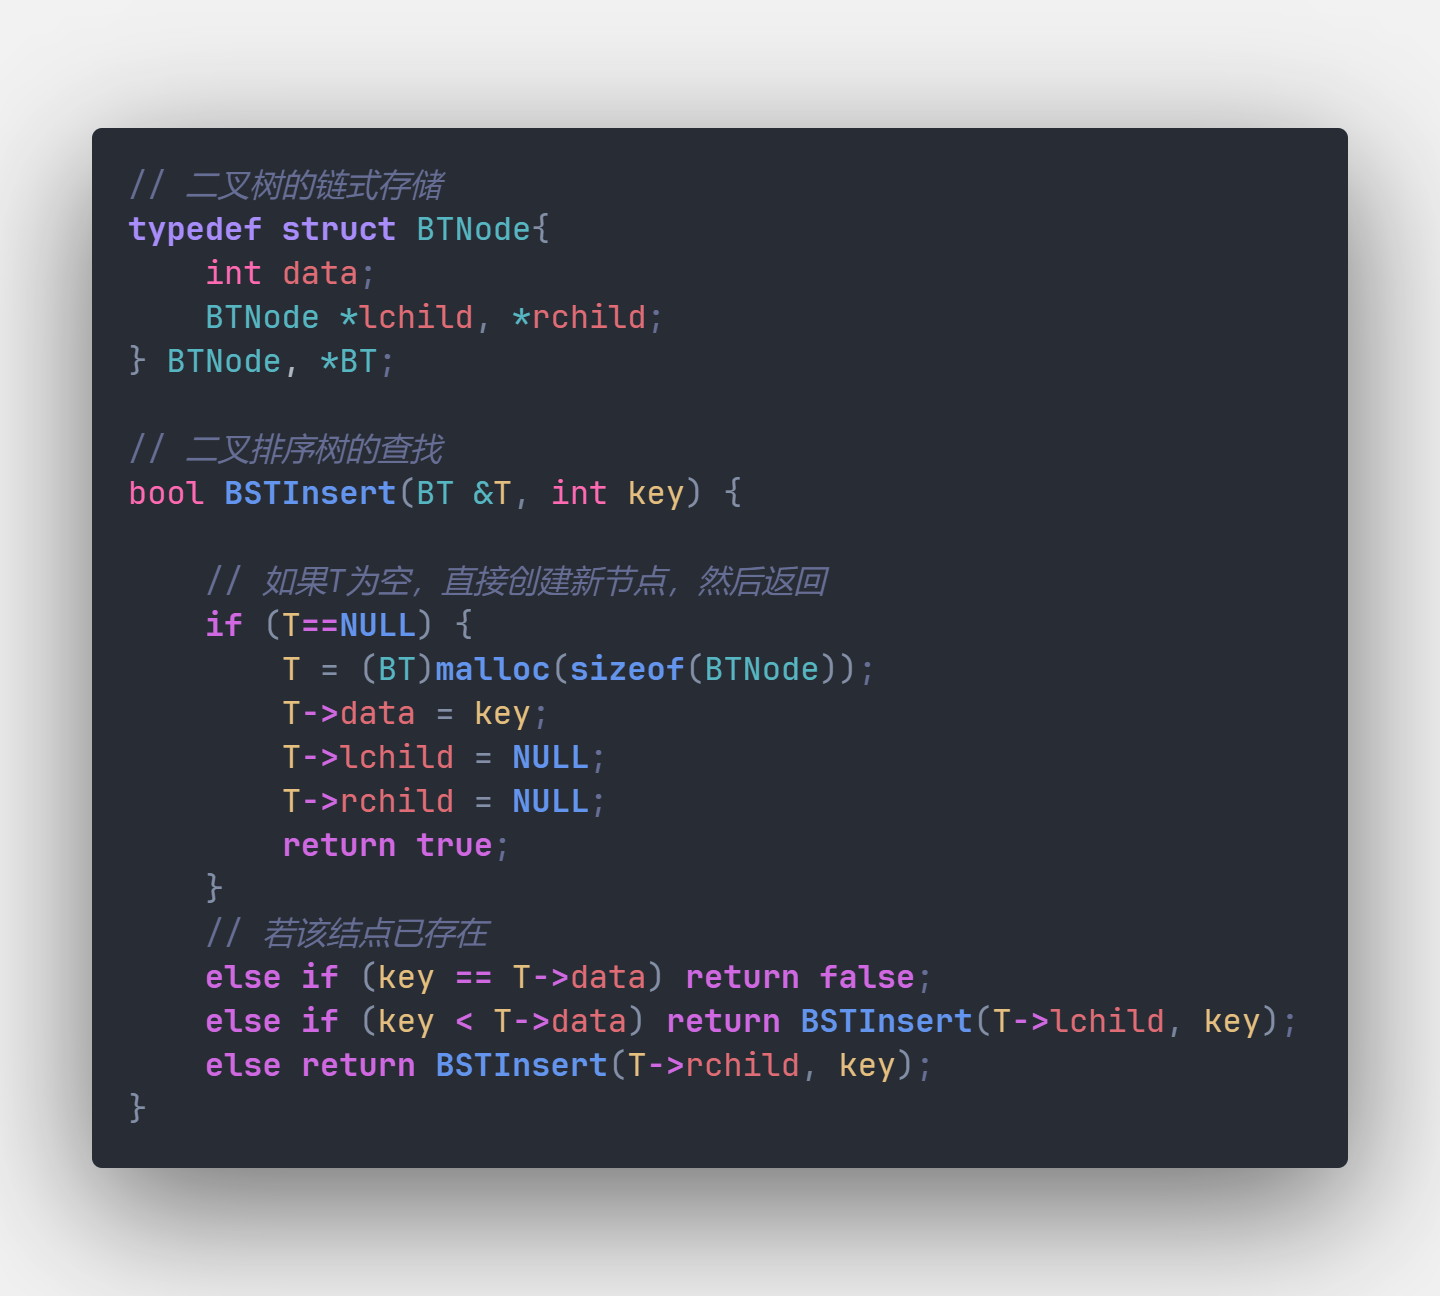 // 二叉树的链式存储
typedef struct BTNode{
    int data;
    BTNode *lchild, *rchild;
} BTNode, *BT;

// 二叉排序树的查找
bool BSTInsert(BT &T, int key) {

    // 如果T为空，直接创建新节点，然后返回
    if (T==NULL) {
        T = (BT)malloc(sizeof(BTNode));
        T->data = key;
        T->lchild = NULL;
        T->rchild = NULL;
        return true;
    }
    // 若该结点已存在
    else if (key == T->data) return false;
    else if (key < T->data) return BSTInsert(T->lchild, key);
    else return BSTInsert(T->rchild, key);
}